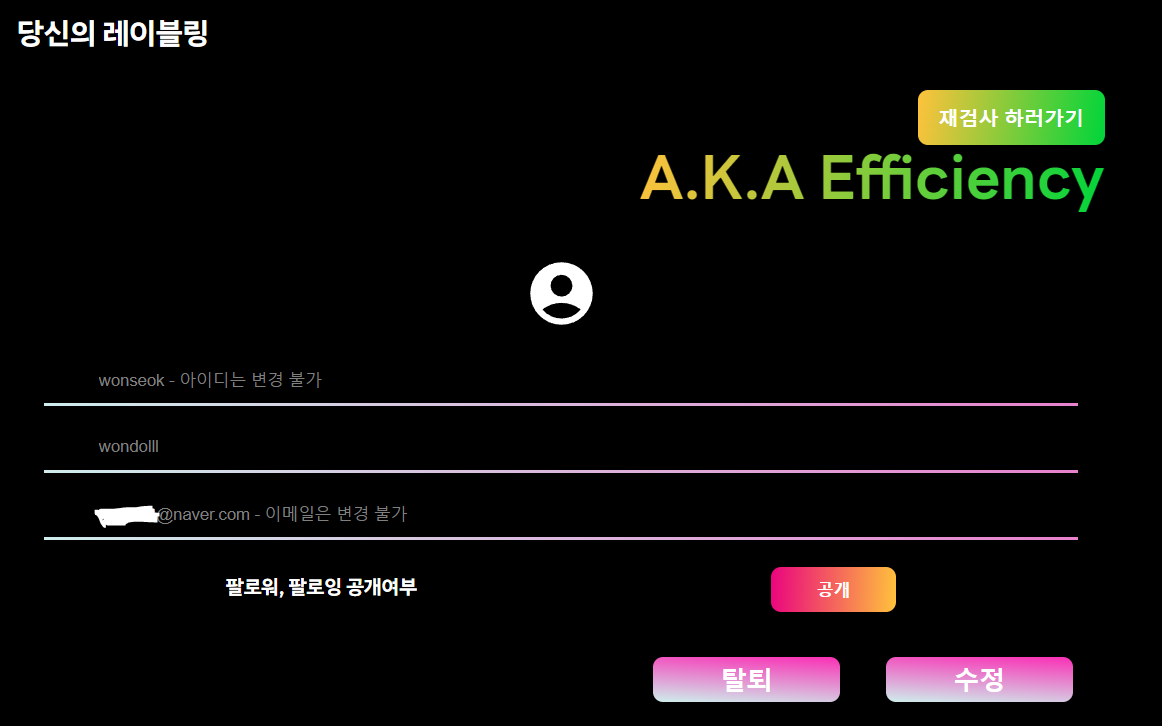 당신의 레이블링
재검사 하러가기
A.K.A Efficiency
wonseok - 아이디는 변경 불가
wondolll
@naver.com - 이메일은 변경 불가
팔로워, 팔로잉 공개여부
공개
탈퇴
수정